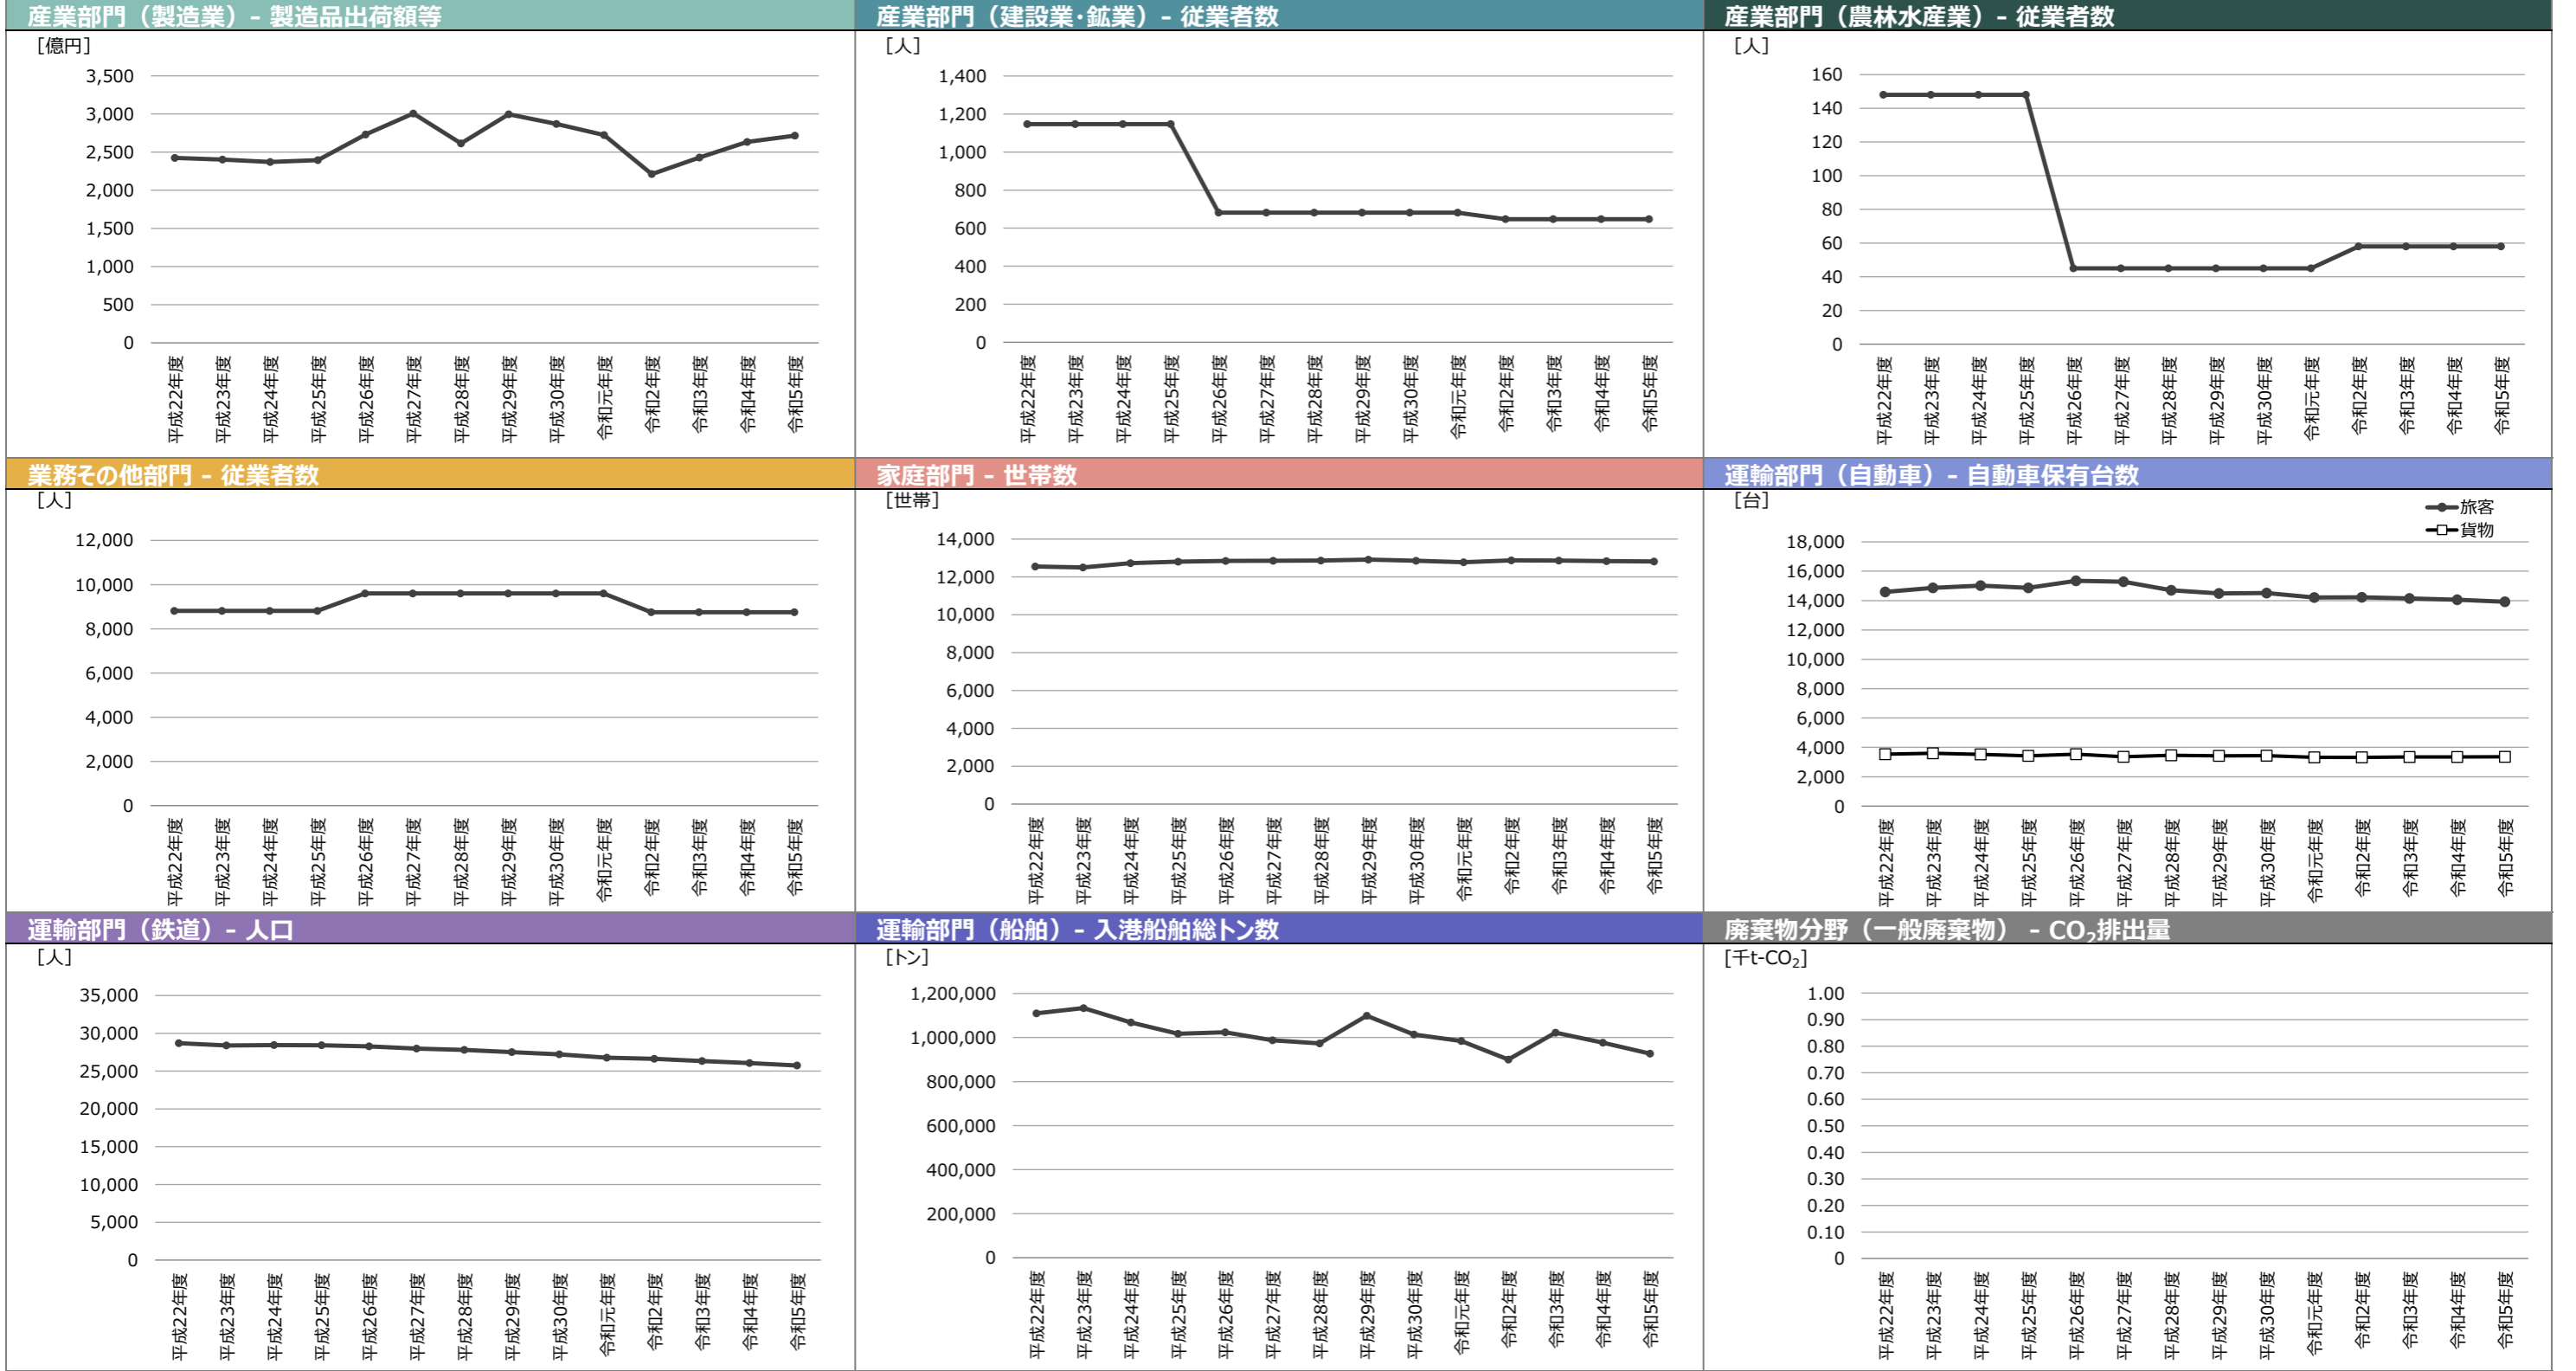 産業部門（製造業）- 製造品出荷額等
[億円]
3,500
3,000
2,500
2,000
1,500
1,000
500
0
平成22年度
平成23年度
平成24年度
平成25年度
平成26年度
平成27年度
平成28年度
平成29年度
平成30年度
令和元年度
令和2年度
令和3年度
令和4年度
令和5年度
産業部門（建設業・鉱業）- 従業者数
[人]
1,400
1,200
1,000
800
600
400
200
0
平成22年度
平成23年度
平成24年度
平成25年度
平成26年度
平成27年度
平成28年度
平成29年度
平成30年度
令和元年度
令和2年度
令和3年度
令和4年度
令和5年度
産業部門（農林水産業）- 従業者数
[人]
160
140
120
100
80
60
40
20
0
平成22年度
平成23年度
平成24年度
平成25年度
平成26年度
平成27年度
平成28年度
平成29年度
平成30年度
令和元年度
令和2年度
令和3年度
令和4年度
令和5年度
業務その他部門 - 従業者数
[人]
12,000
10,000
8,000
6,000
4,000
2,000
0
平成22年度
平成23年度
平成24年度
平成25年度
平成26年度
平成27年度
平成28年度
平成29年度
平成30年度
令和元年度
令和2年度
令和3年度
令和4年度
令和5年度
家庭部門 - 世帯数
[世帯]
14,000
12,000
10,000
8,000
6,000
4,000
2,000
0
平成22年度
平成23年度
平成24年度
平成25年度
平成26年度
平成27年度
平成28年度
平成29年度
平成30年度
令和元年度
令和2年度
令和3年度
令和4年度
令和5年度
運輸部門（自動車）- 自動車保有台数
[台]
旅客
貨物
18,000
16,000
14,000
12,000
10,000
8,000
6,000
4,000
2,000
0
平成22年度
平成23年度
平成24年度
平成25年度
平成26年度
平成27年度
平成28年度
平成29年度
平成30年度
令和元年度
令和2年度
令和3年度
令和4年度
令和5年度
運輸部門（鉄道）- 人口
[人]
35,000
30,000
25,000
20,000
15,000
10,000
5,000
0
平成22年度
平成23年度
平成24年度
平成25年度
平成26年度
平成27年度
平成28年度
平成29年度
平成30年度
令和元年度
令和2年度
令和3年度
令和4年度
令和5年度
運輸部門（船舶）- 入港船舶総トン数
[トン]
1,200,000
1,000,000
800,000
600,000
400,000
200,000
0
平成22年度
平成23年度
平成24年度
平成25年度
平成26年度
平成27年度
平成28年度
平成29年度
平成30年度
令和元年度
令和2年度
令和3年度
令和4年度
令和5年度
廃棄物分野（一般廃棄物） - CO₂排出量
[千t-CO₂]
1.00
0.90
0.80
0.70
0.60
0.50
0.40
0.30
0.20
0.10
0
平成22年度
平成23年度
平成24年度
平成25年度
平成26年度
平成27年度
平成28年度
平成29年度
平成30年度
令和元年度
令和2年度
令和3年度
令和4年度
令和5年度